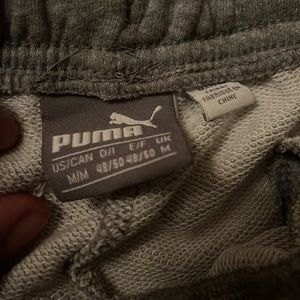 PUMA
US/CAN D/I E/F UK
M/M 48/50 48/50 M
FABRIQUÉ EN
CHINE